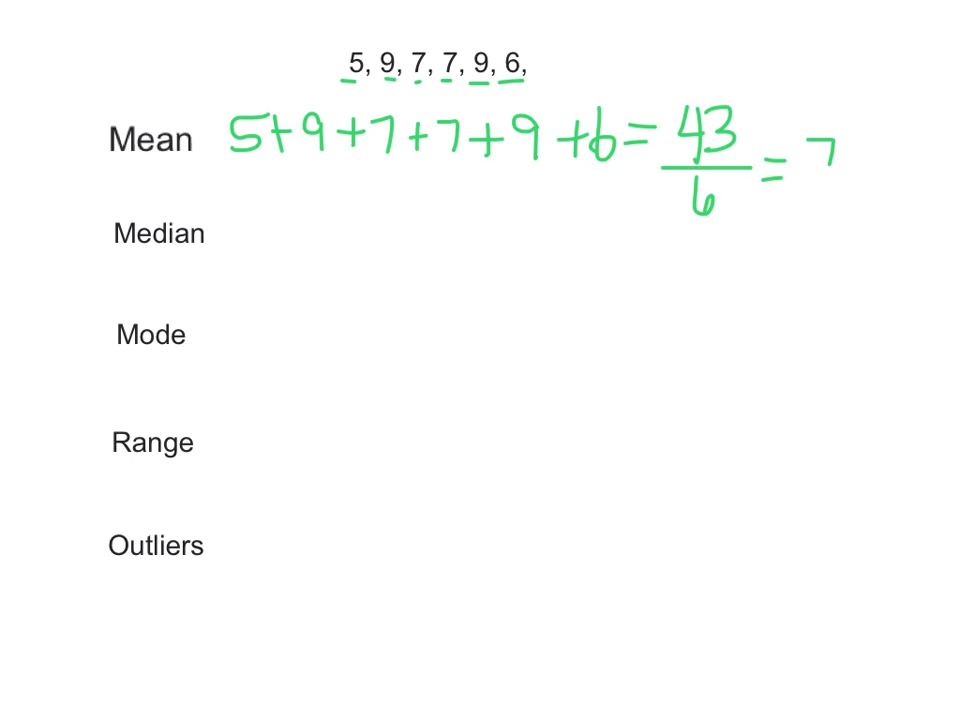 5, 9, 7, 7, 9, 6,
Mean 5+9+7+7+9+6= 43/6 = 7
Median
Mode
Range
Outliers